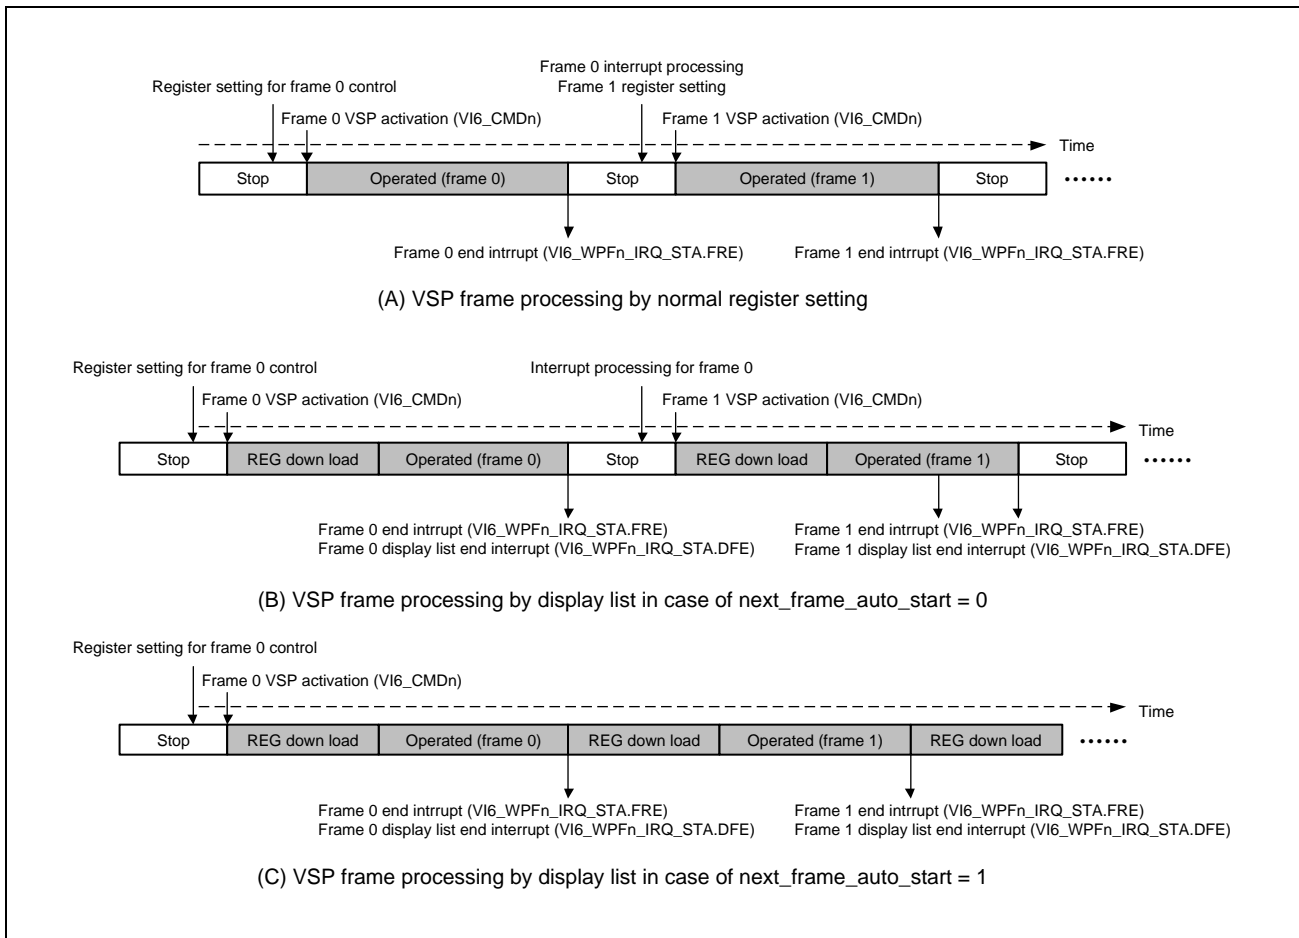 Frame 0 interrupt processing
Register setting for frame 0 control
Frame 1 register setting
Frame 0 VSP activation (VI6_CMDn)
Frame 1 VSP activation (VI6_CMDn)
Time
Stop
Operated (frame 0)
Stop
Operated (frame 1)
Stop
Frame 0 end intrrupt (VI6_WPFn_IRQ_STA.FRE)
Frame 1 end intrrupt (VI6_WPFn_IRQ_STA.FRE)
(A) VSP frame processing by normal register setting
Register setting for frame 0 control
Interrupt processing for frame 0
Frame 0 VSP activation (VI6_CMDn)
Frame 1 VSP activation (VI6_CMDn)
Time
Stop
REG down load
Operated (frame 0)
Stop
REG down load
Operated (frame 1)
Stop
Frame 0 end intrrupt (VI6_WPFn_IRQ_STA.FRE)
Frame 0 display list end interrupt (VI6_WPFn_IRQ_STA.DFE)
Frame 1 end intrrupt (VI6_WPFn_IRQ_STA.FRE)
Frame 1 display list end interrupt (VI6_WPFn_IRQ_STA.DFE)
(B) VSP frame processing by display list in case of next_frame_auto_start = 0
Register setting for frame 0 control
Frame 0 VSP activation (VI6_CMDn)
Time
Stop
REG down load
Operated (frame 0)
REG down load
Operated (frame 1)
REG down load
Frame 0 end intrrupt (VI6_WPFn_IRQ_STA.FRE)
Frame 0 display list end interrupt (VI6_WPFn_IRQ_STA.DFE)
Frame 1 end intrrupt (VI6_WPFn_IRQ_STA.FRE)
Frame 1 display list end interrupt (VI6_WPFn_IRQ_STA.DFE)
(C) VSP frame processing by display list in case of next_frame_auto_start = 1